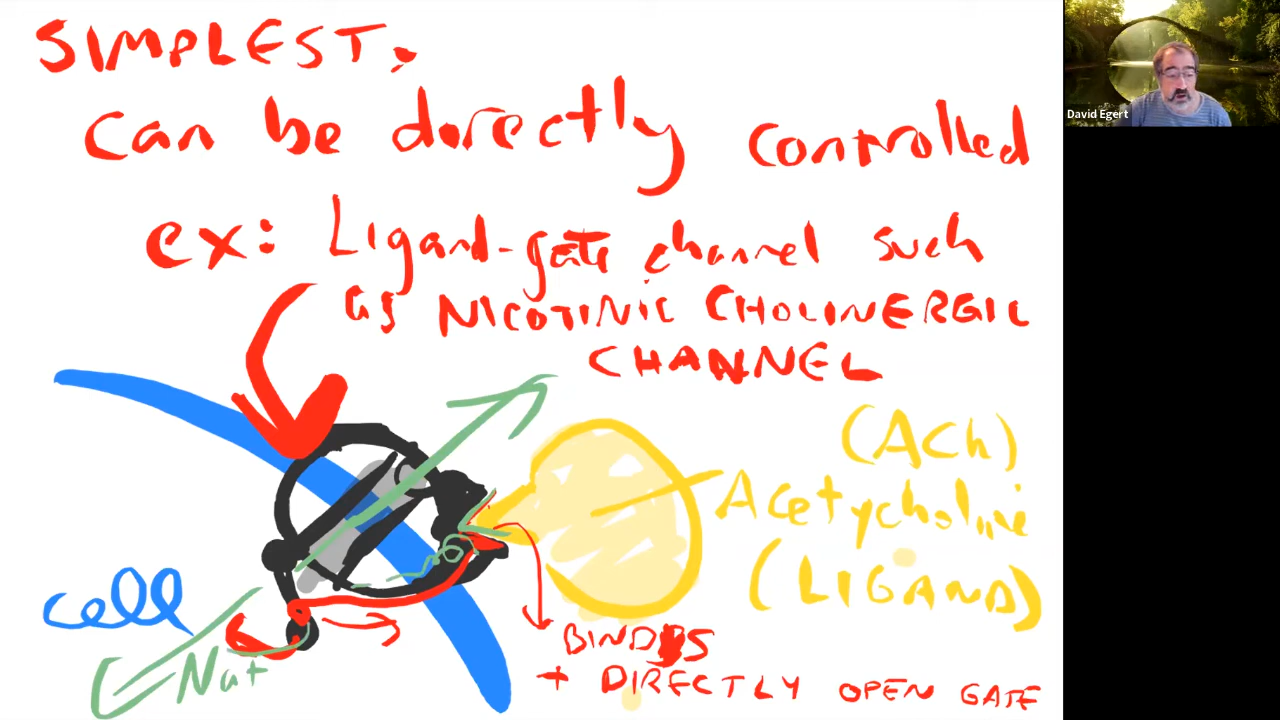 SIMPLEST.
can be directly controlled
ex: Ligand-gate channel such
as NICOTINIC CHOLINERGIC
CHANNEL
(ACh)
Acetycholine
(LIGAND)
cell
Na+
BINDS
+ DIRECTLY OPEN GATE
David Egert